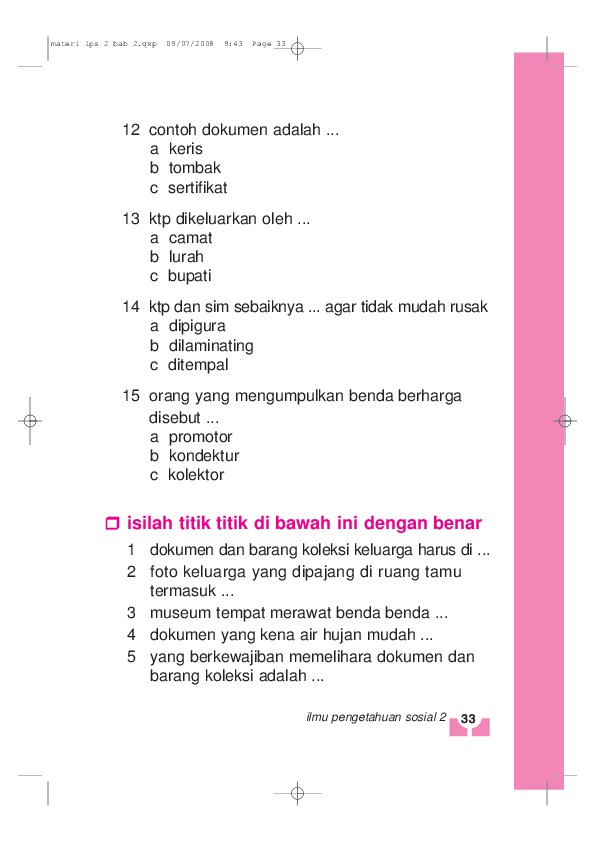 materi ips 2 bab 2.qxp 09/07/2008 9:43 Page 33
12 contoh dokumen adalah ...
a keris
b tombak
c sertifikat
13 ktp dikeluarkan oleh ...
a camat
b lurah
c bupati
14 ktp dan sim sebaiknya ... agar tidak mudah rusak
a dipigura
b dilaminating
c ditempal
15 orang yang mengumpulkan benda berharga
disebut ...
a promotor
b kondektur
c kolektor
❒ isilah titik titik di bawah ini dengan benar
1 dokumen dan barang koleksi keluarga harus di ...
2 foto keluarga yang dipajang di ruang tamu
termasuk ...
3 museum tempat merawat benda benda ...
4 dokumen yang kena air hujan mudah ...
5 yang berkewajiban memelihara dokumen dan
barang koleksi adalah ...
ilmu pengetahuan sosial 2 33